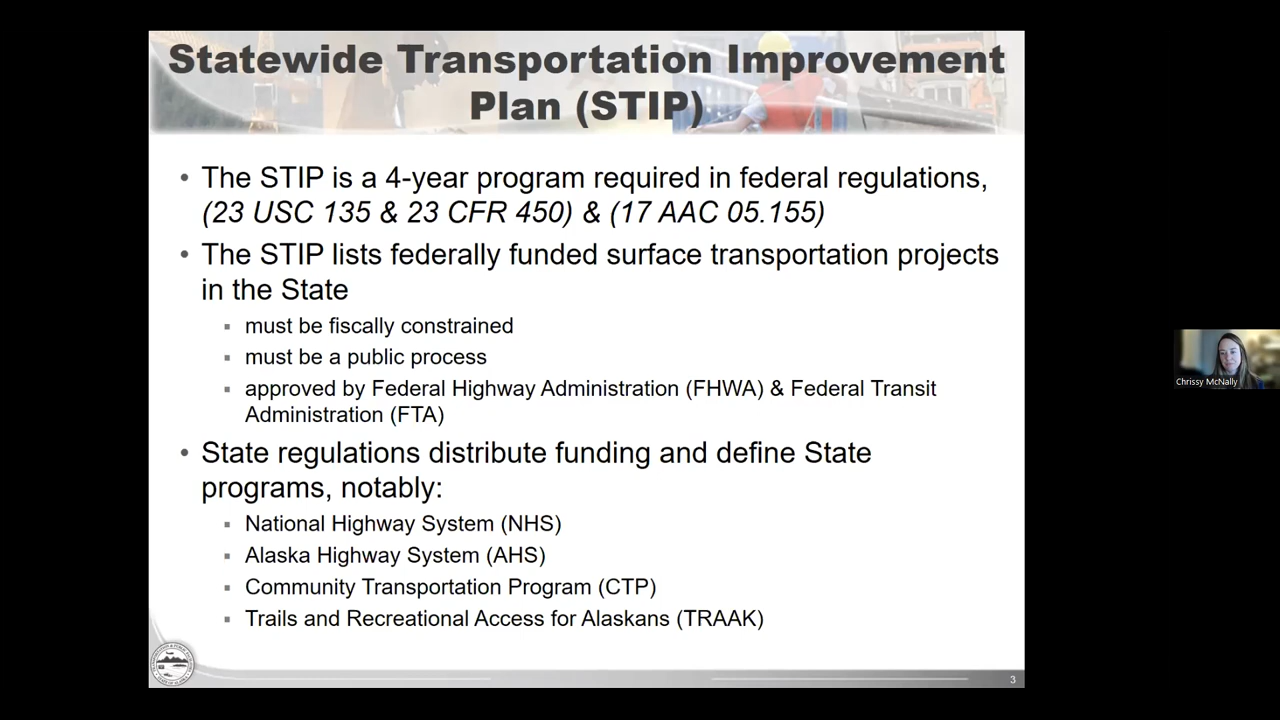 Statewide Transportation Improvement
Plan (STIP)
• The STIP is a 4-year program required in federal regulations,
(23 USC 135 & 23 CFR 450) & (17 AAC 05.155)
• The STIP lists federally funded surface transportation projects
in the State
▪ must be fiscally constrained
▪ must be a public process
▪ approved by Federal Highway Administration (FHWA) & Federal Transit
Administration (FTA)
• State regulations distribute funding and define State
programs, notably:
▪ National Highway System (NHS)
▪ Alaska Highway System (AHS)
▪ Community Transportation Program (CTP)
▪ Trails and Recreational Access for Alaskans (TRAAK)
3
Chrissy McNally